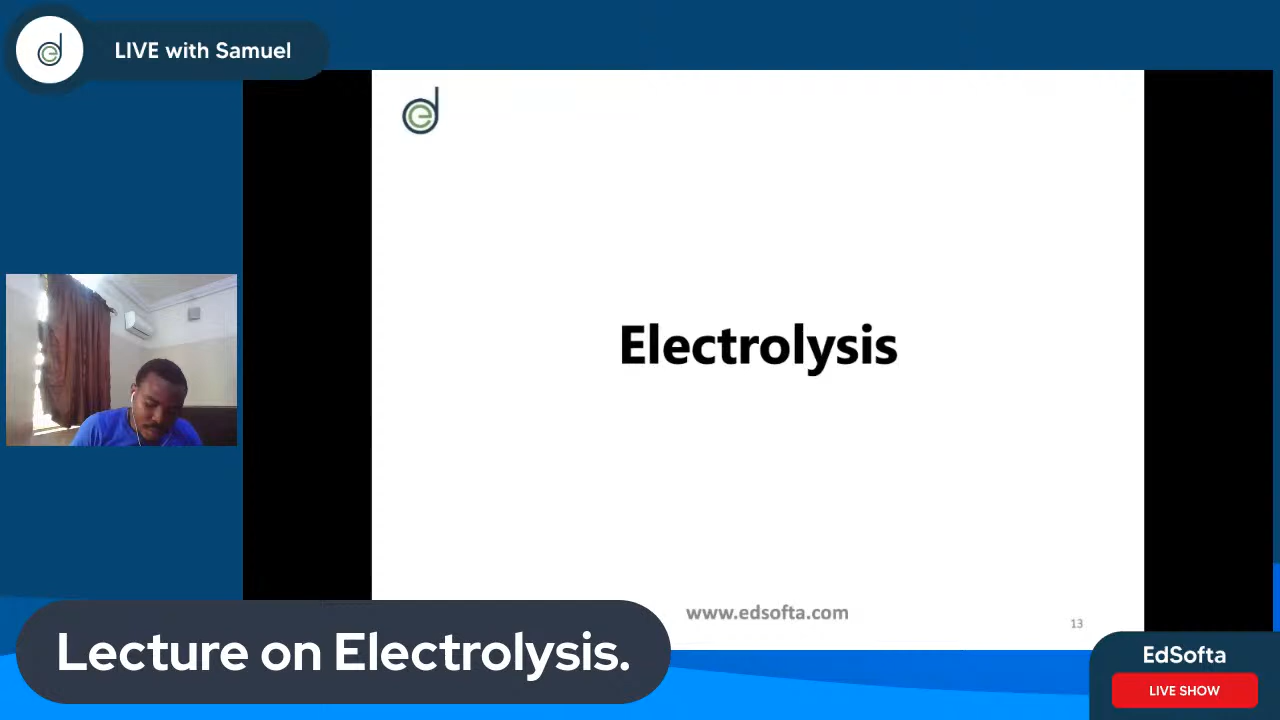 LIVE with Samuel
Electrolysis
www.edsofta.com
13
Lecture on Electrolysis.
EdSofta
LIVE SHOW